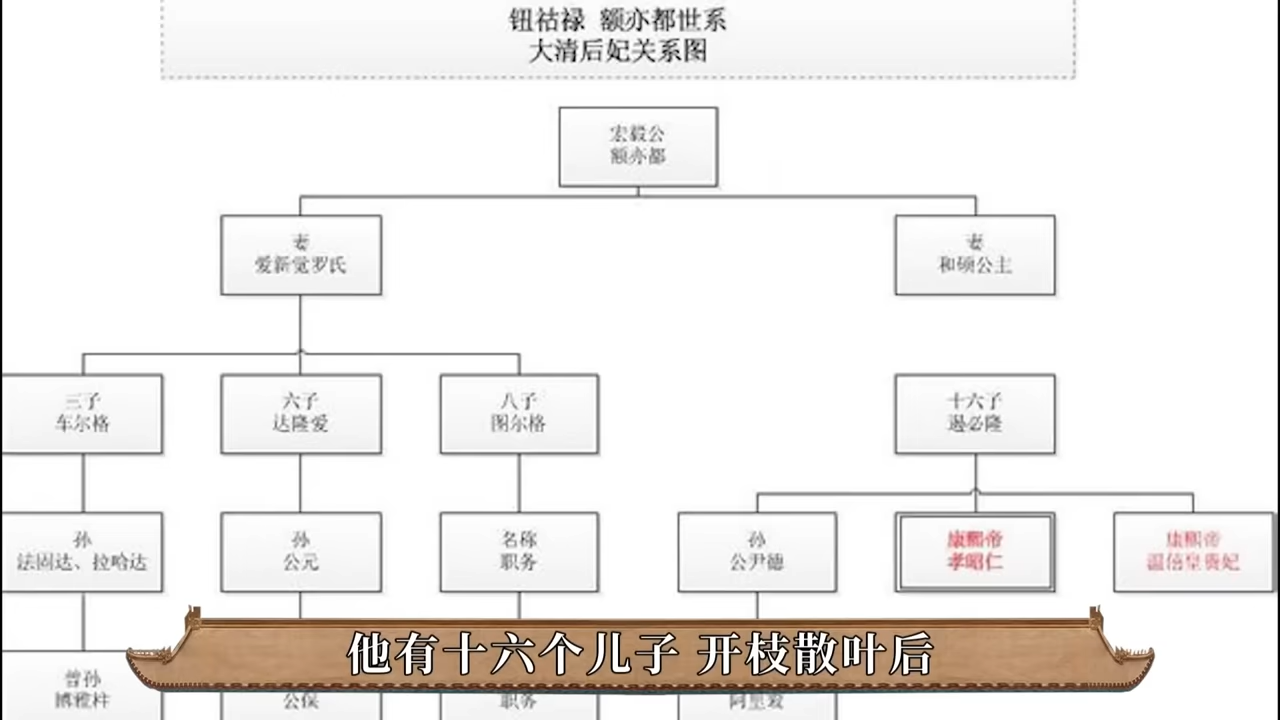 钮祜禄 额亦都世系
大清后妃关系图
宏毅公
额亦都
妻
爱新觉罗氏
妻
和硕公主
三子
车尔格
六子
达隆爱
八子
图尔格
十六子
遏必隆
孙
法固达、拉哈达
孙
公元
名称
职务
孙
公尹德
康熙帝
孝昭仁
康熙帝
温僖皇贵妃
他有十六个儿子 开枝散叶后
曾孙
博雅柱
公保
职务
阿里衮